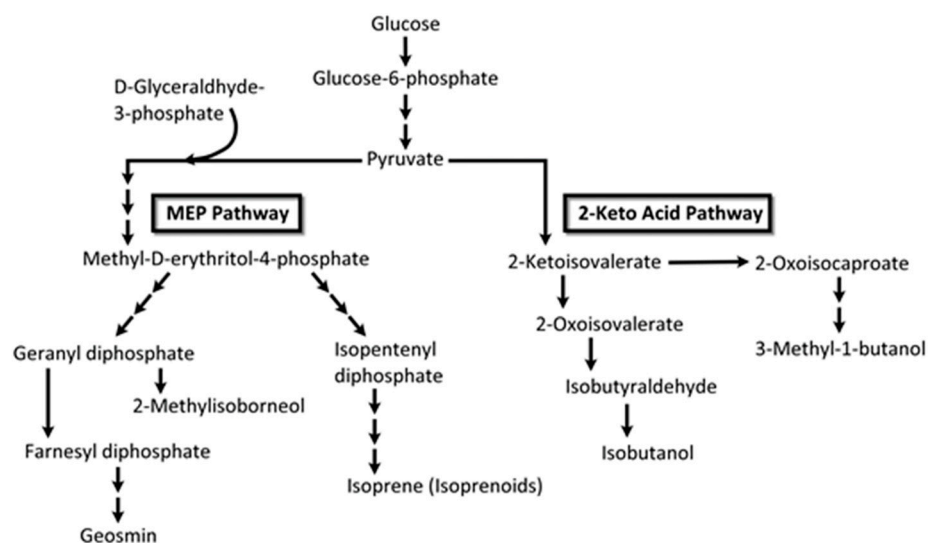 Glucose
Glucose-6-phosphate
D-Glyceraldhyde-
3-phosphate
Pyruvate
MEP Pathway
2-Keto Acid Pathway
Methyl-D-erythritol-4-phosphate
2-Ketoisovalerate
2-Oxoisocaproate
2-Oxoisovalerate
Geranyl diphosphate
Isopentenyl
diphosphate
3-Methyl-1-butanol
Isobutyraldehyde
2-Methylisoborneol
Farnesyl diphosphate
Isobutanol
Isoprene (Isoprenoids)
Geosmin